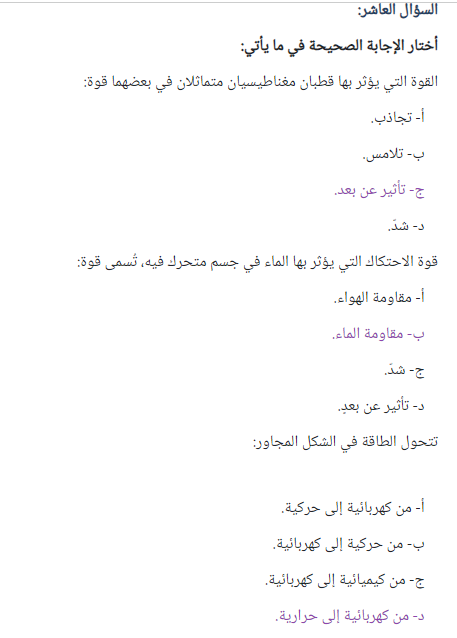 السؤال العاشر:
أختار الإجابة الصحيحة في ما يأتي:
القوة التي يؤثر بها قطبان مغناطيسيان متماثلان في بعضهما قوة:
أ- تجاذب.
ب- تلامس.
ج- تأثير عن بعد.
د- شدّ.
قوة الاحتكاك التي يؤثر بها الماء في جسم متحرك فيه، تُسمى قوة:
أ- مقاومة الهواء.
ب- مقاومة الماء.
ج- شدّ.
د- تأثير عن بعدٍ.
تتحول الطاقة في الشكل المجاور:
أ- من كهربائية إلى حركية.
ب- من حركية إلى كهربائية.
ج- من كيميائية إلى كهربائية.
د- من كهربائية إلى حرارية.